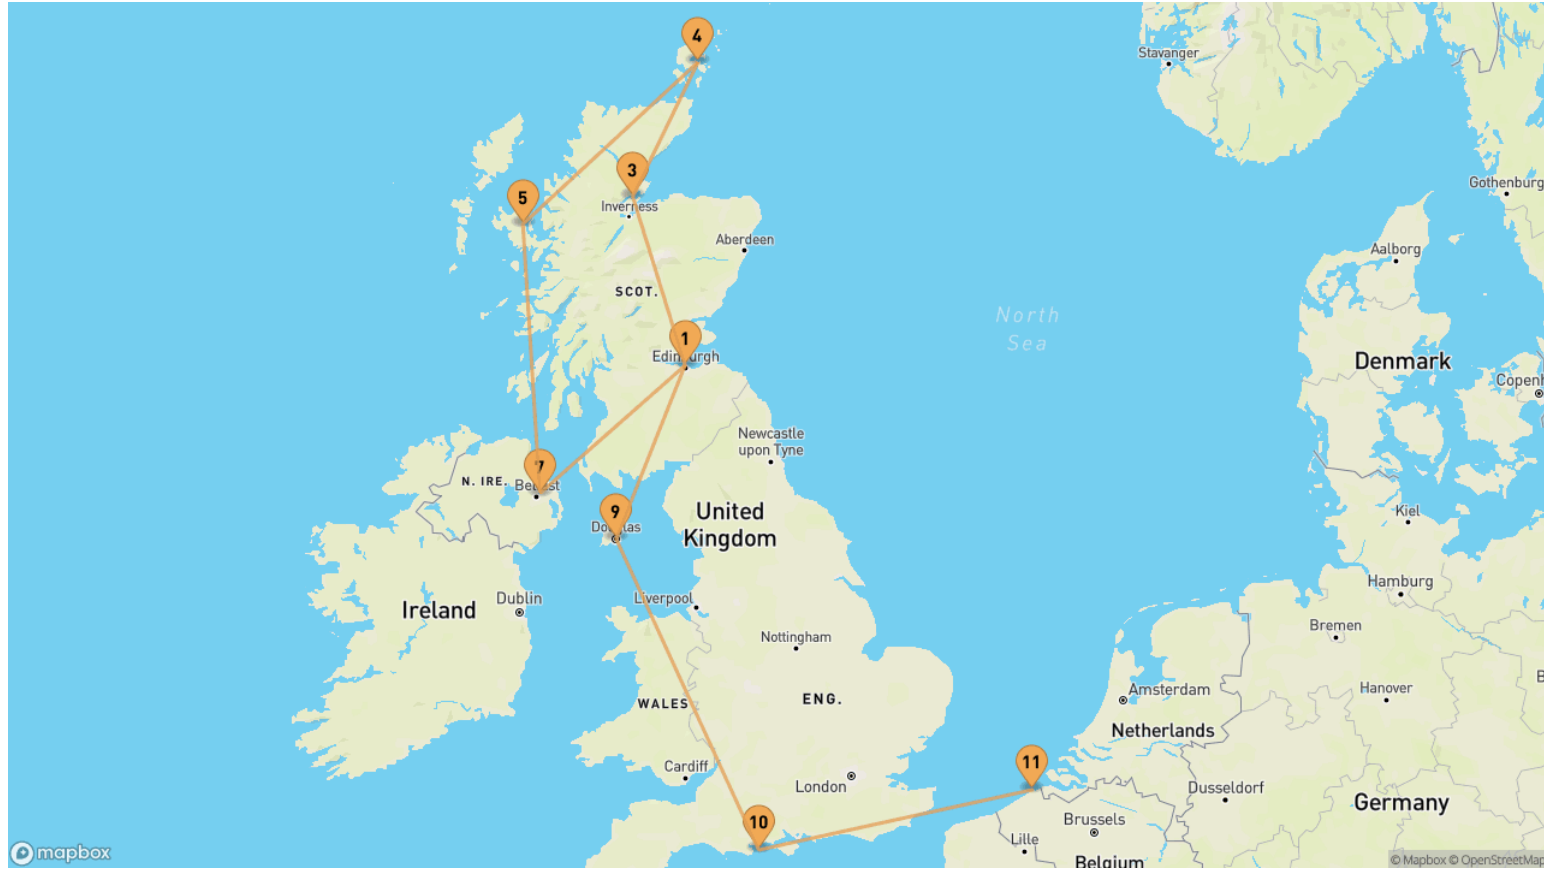 4
Stavanger
3
5
Inverness
Gothenburg
Aberdeen
Aalborg
SCOT.
North
Sea
1
Edinburgh
Denmark
Newcastle
upon Tyne
7
N. IRE.
Belfast
9
Douglas
United
Kingdom
Kiel
Hamburg
Dublin
Liverpool
Ireland
Bremen
Nottingham
Hanover
Amsterdam
WALES
ENG.
Netherlands
Cardiff
11
London
Dusseldorf
Germany
10
Brussels
Lille
Belgium
mapbox
© Mapbox © OpenStreetMap